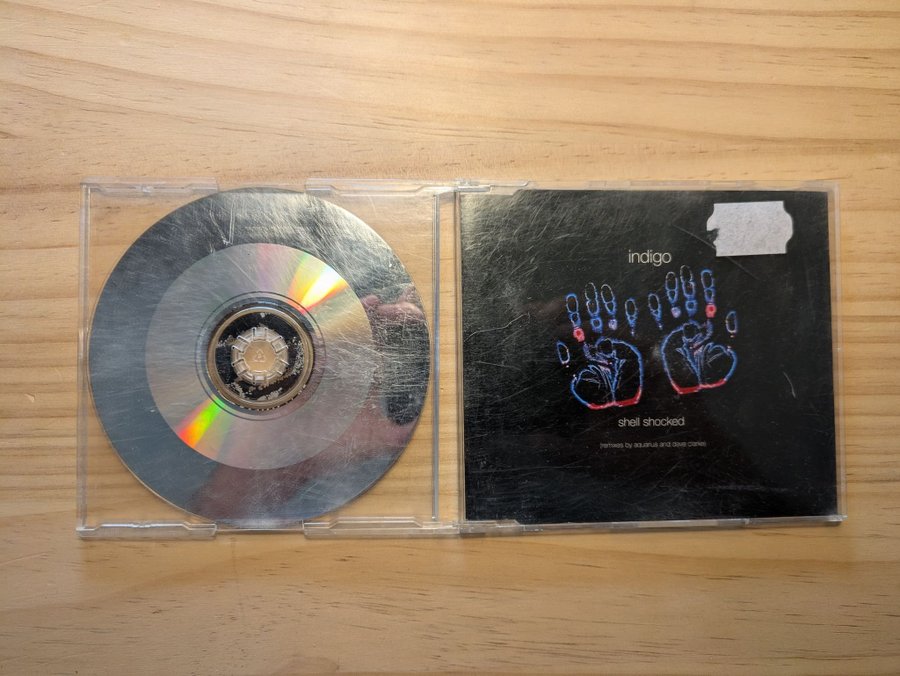 indigo
shell shocked
(remixes by aquarius and dave clarke)